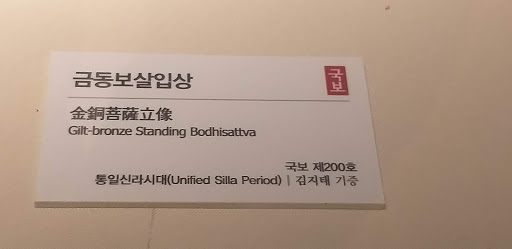 금동보살입상
국보
金銅菩薩立像
Gilt-bronze Standing Bodhisattva
국보 제200호
통일신라시대(Unified Silla Period) | 김지태 기증